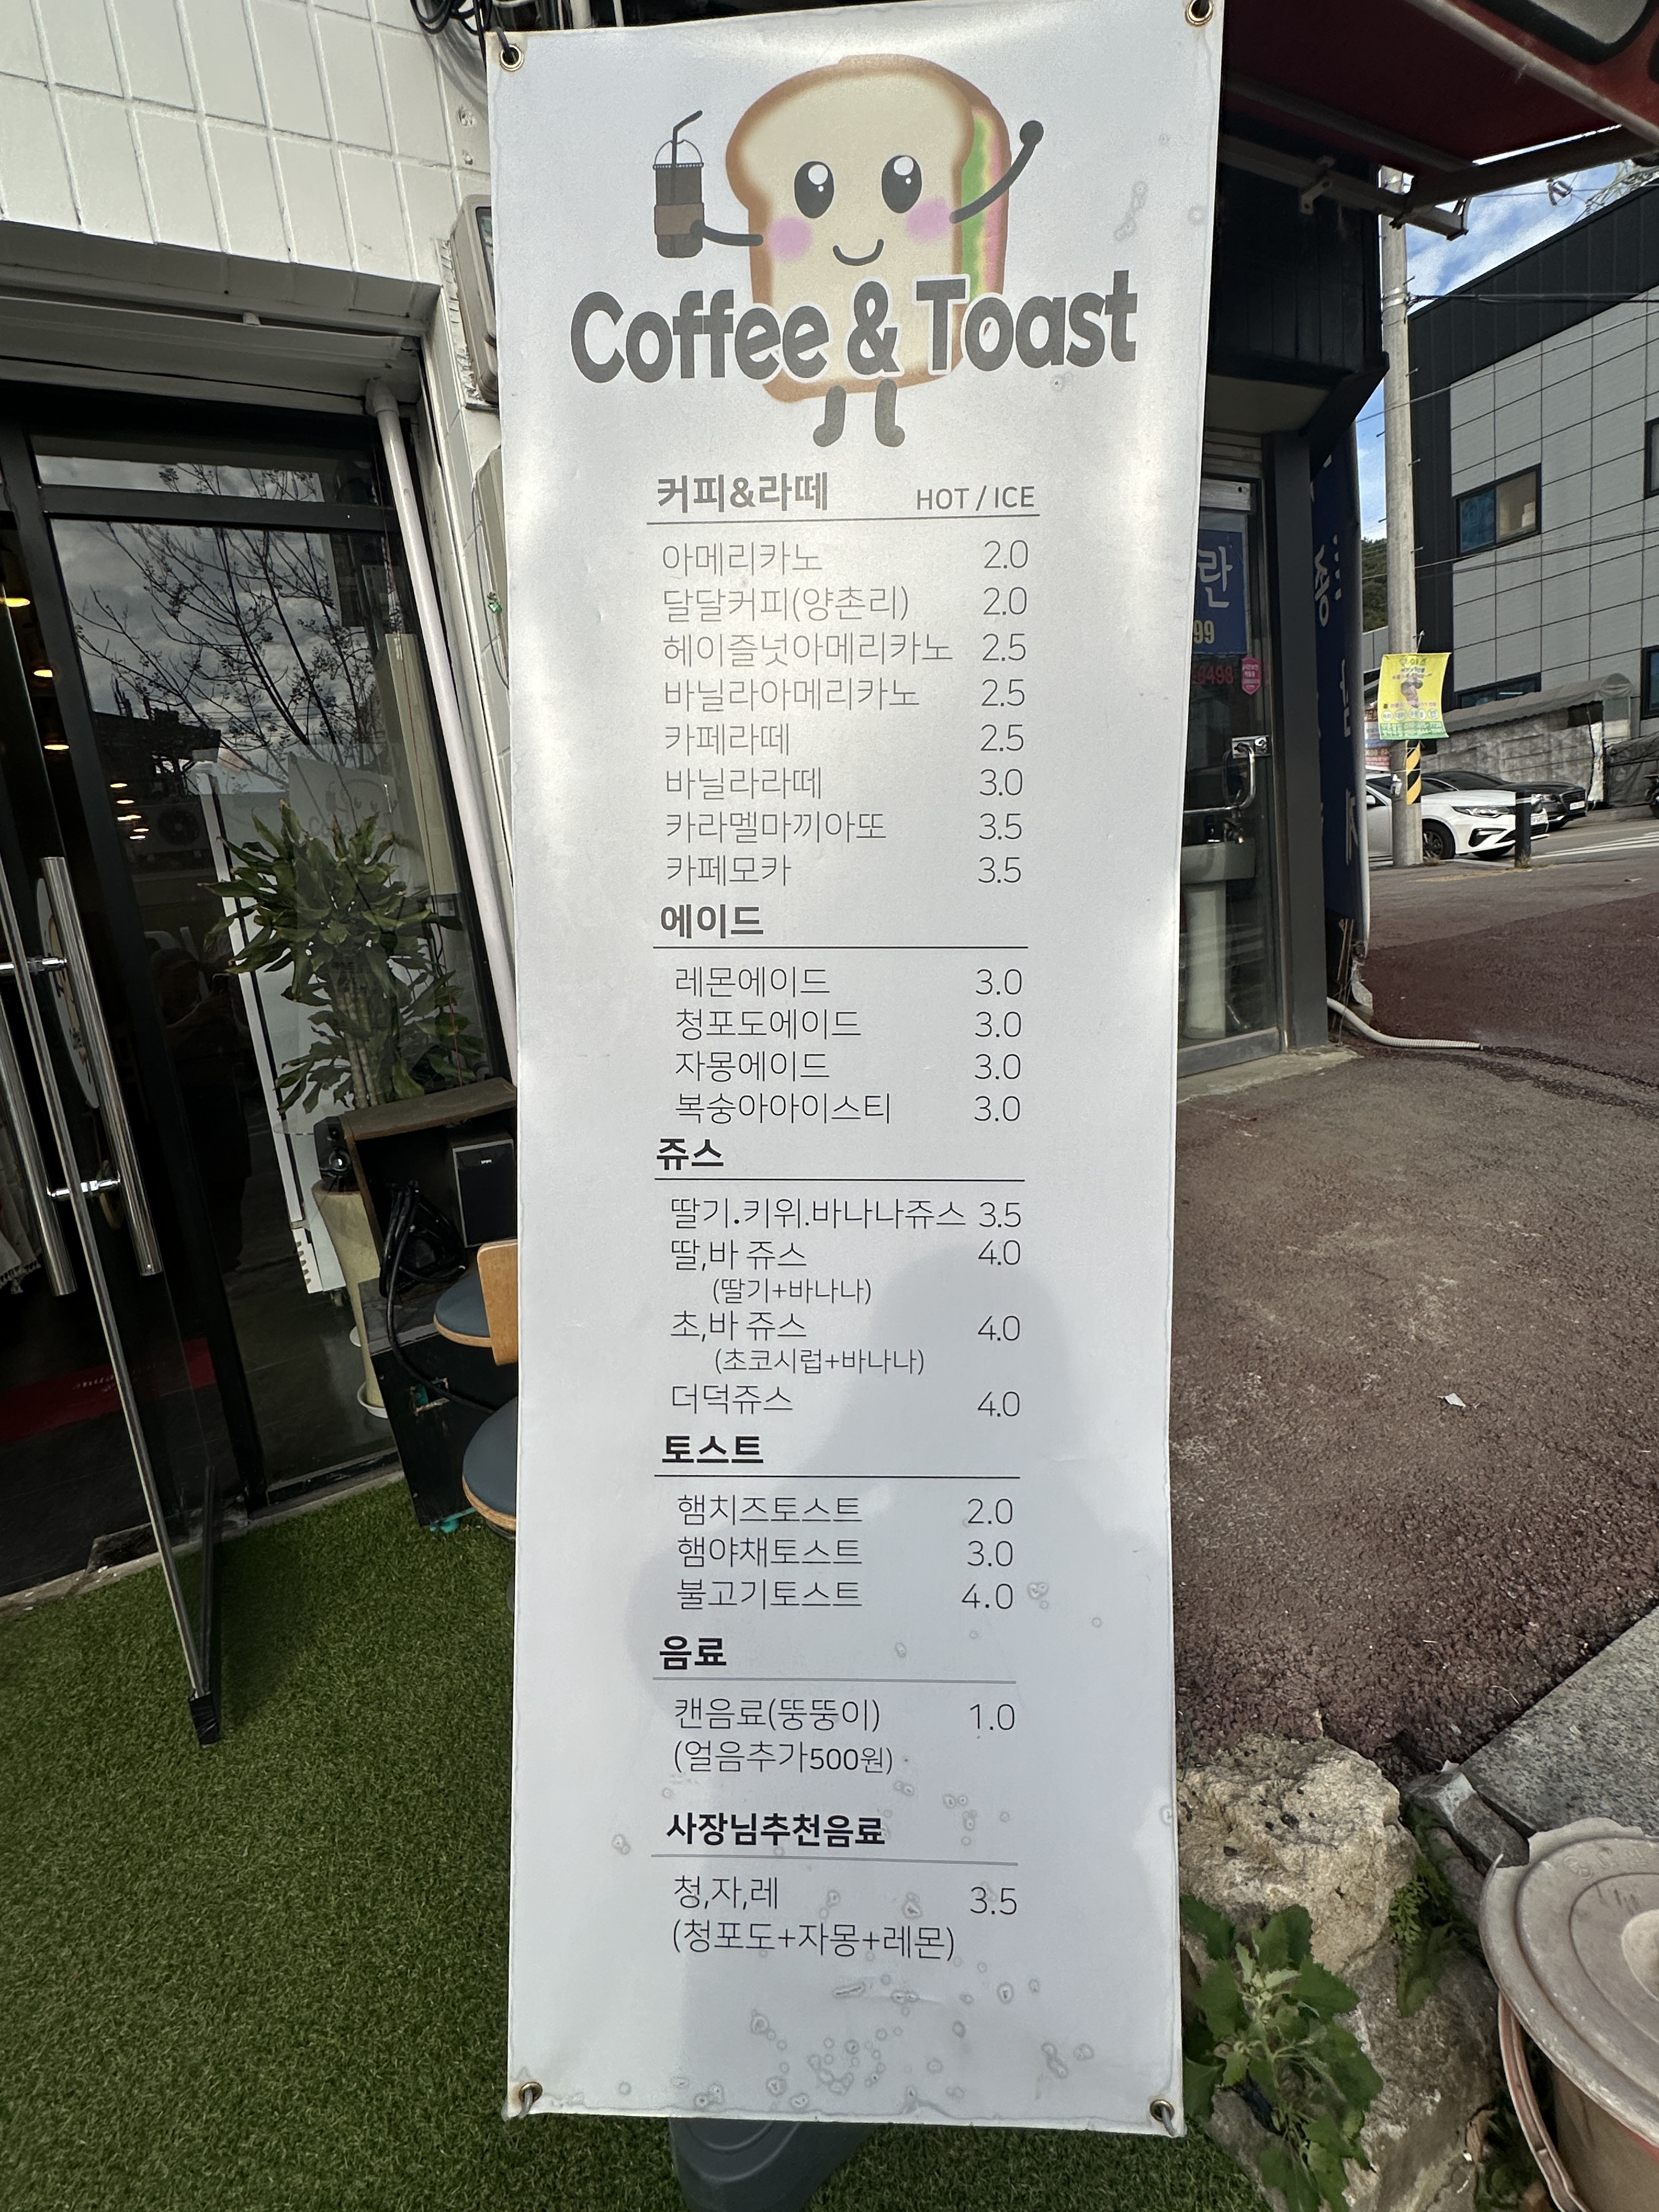 Coffee & Toast
커피&라떼 HOT / ICE
아메리카노 2.0
달달커피(양촌리) 2.0
헤이즐넛아메리카노 2.5
바닐라아메리카노 2.5
카페라떼 2.5
바닐라라떼 3.0
카라멜마끼아또 3.5
카페모카 3.5
에이드
레몬에이드 3.0
청포도에이드 3.0
자몽에이드 3.0
복숭아아이스티 3.0
쥬스
딸기.키위.바나나쥬스 3.5
딸,바 쥬스 4.0
(딸기+바나나)
초,바 쥬스 4.0
(초코시럽+바나나)
더덕쥬스 4.0
토스트
햄치즈토스트 2.0
햄야채토스트 3.0
불고기토스트 4.0
음료
캔음료(뚱뚱이) 1.0
(얼음추가500원)
사장님추천음료
청,자,레 3.5
(청포도+자몽+레몬)
란
99
8498